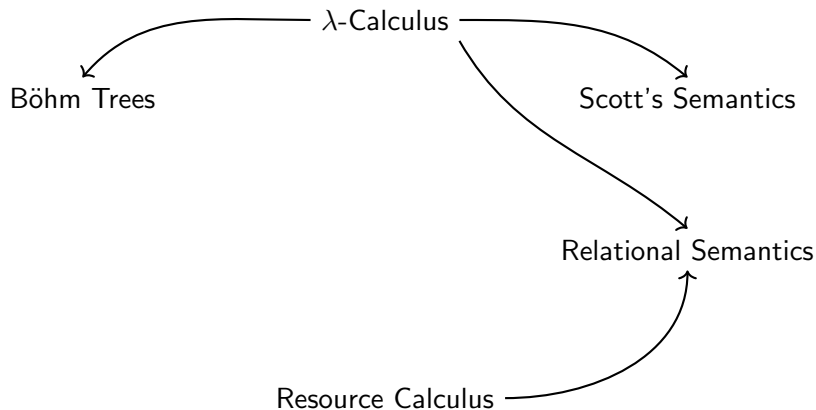 λ-Calculus
Böhm Trees
Scott's Semantics
Relational Semantics
Resource Calculus